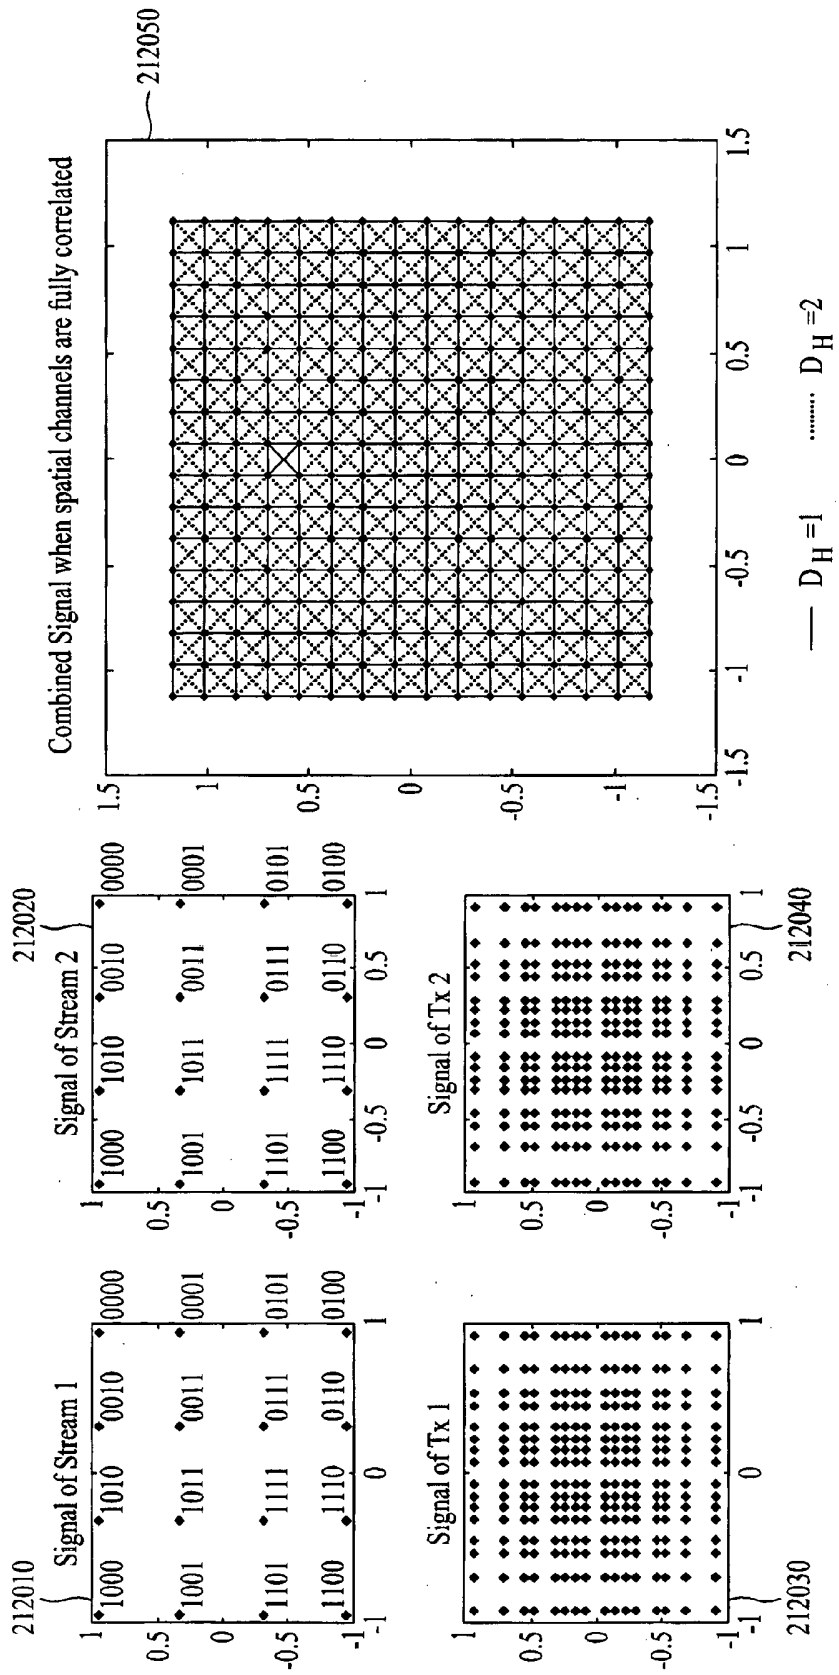 212010
Signal of Stream 1
1
0.5
0
-0.5
-1
1000 1010 0010 0000
1001 1011 0011 0001
1101 1111 0111 0101
1100 1110 0110 0100
-1 0 1
212020
Signal of Stream 2
1
0.5
0
-0.5
-1
1000 1010 0010 0000
1001 1011 0011 0001
1101 1111 0111 0101
1100 1110 0110 0100
-1 -0.5 0 0.5 1
212030
Signal of Tx 1
1
0.5
0
-0.5
-1
-1 0 1
Signal of Tx 2
1
0.5
0
-0.5
-1
-1 -0.5 0 0.5 1
212040
Combined Signal when spatial channels are fully correlated
212050
1.5
1
0.5
0
-0.5
-1
-1.5
-1.5 -1 -0.5 0 0.5 1 1.5
D_H =1 D_H =2